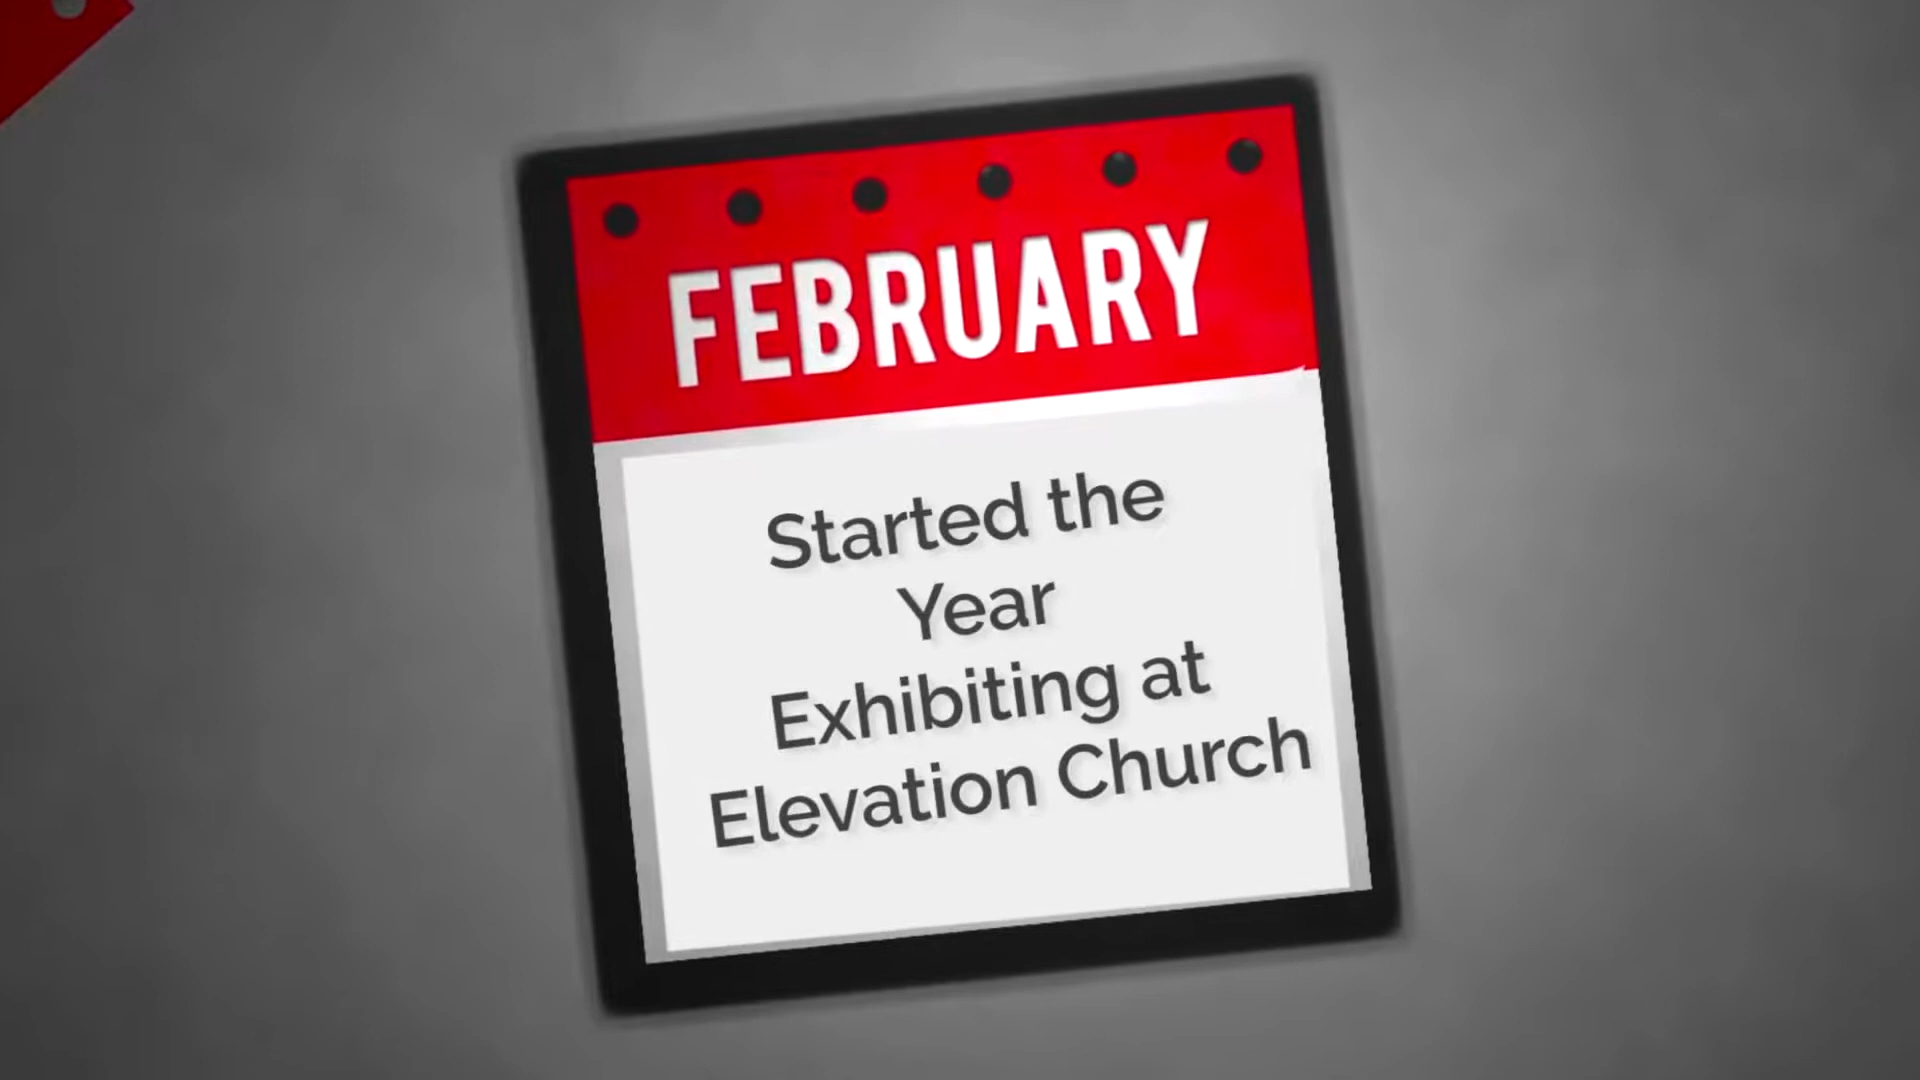 FEBRUARY
Started the
Year
Exhibiting at
Elevation Church